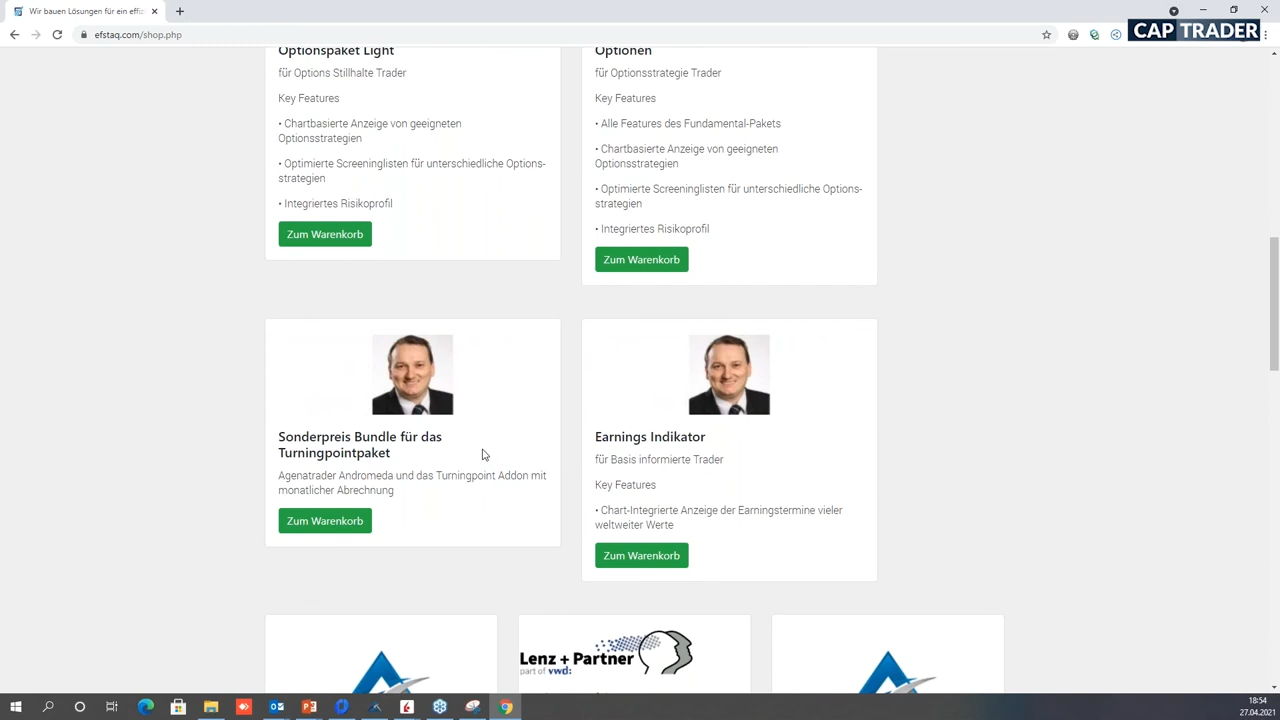 Wir bauen Lösungen für ein effiz
efstaq.com/shop.php
CAP TRADER
Optionspaket Light
für Options Stillhalte Trader
Key Features
• Chartbasierte Anzeige von geeigneten
Optionsstrategien
• Optimierte Screeninglisten für unterschiedliche Options-
strategien
• Integriertes Risikoprofil
Zum Warenkorb
Optionen
für Optionsstrategie Trader
Key Features
• Alle Features des Fundamental-Pakets
• Chartbasierte Anzeige von geeigneten
Optionsstrategien
• Optimierte Screeninglisten für unterschiedliche Options-
strategien
• Integriertes Risikoprofil
Zum Warenkorb
Sonderpreis Bundle für das
Turningpointpaket
Agenatrader Andromeda und das Turningpoint Addon mit
monatlicher Abrechnung
Zum Warenkorb
Earnings Indikator
für Basis informierte Trader
Key Features
• Chart-Integrierte Anzeige der Earningstermine vieler
weltweiter Werte
Zum Warenkorb
Lenz + Partner
part of vwd:
18:54
27.04.2021